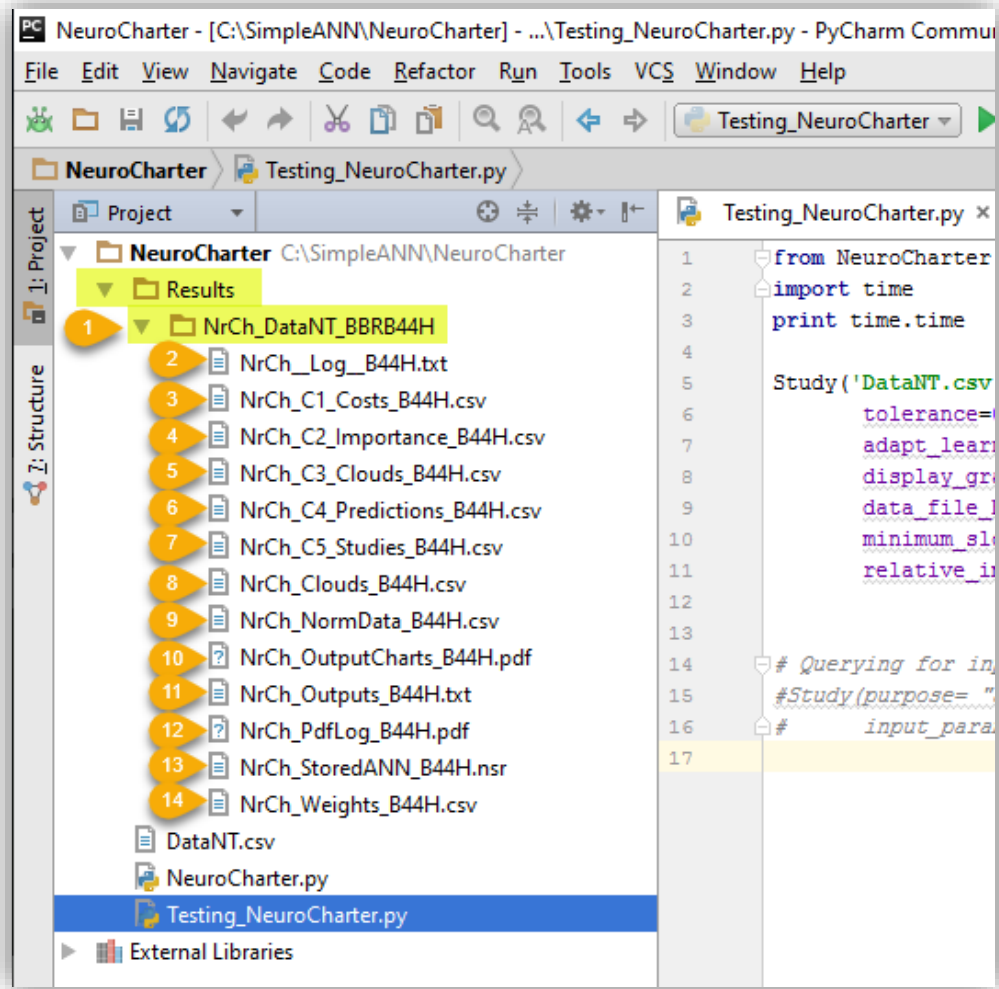 PC NeuroCharter - [C:\SimpleANN\NeuroCharter] - ...\Testing_NeuroCharter.py - PyCharm
File Edit View Navigate Code Refactor Run Tools VCS Window Help
Testing_NeuroCharter
NeuroCharter Testing_NeuroCharter.py
1: Project
7: Structure
Project
NeuroCharter C:\SimpleANN\NeuroCharter
Results
1 NrCh_DataNT_BBRB44H
2 NrCh__Log__B44H.txt
3 NrCh_C1_Costs_B44H.csv
4 NrCh_C2_Importance_B44H.csv
5 NrCh_C3_Clouds_B44H.csv
6 NrCh_C4_Predictions_B44H.csv
7 NrCh_C5_Studies_B44H.csv
8 NrCh_Clouds_B44H.csv
9 NrCh_NormData_B44H.csv
10 NrCh_OutputCharts_B44H.pdf
11 NrCh_Outputs_B44H.txt
12 NrCh_PdfLog_B44H.pdf
13 NrCh_StoredANN_B44H.nsr
14 NrCh_Weights_B44H.csv
DataNT.csv
NeuroCharter.py
Testing_NeuroCharter.py
External Libraries
Testing_NeuroCharter.py ×
1 from NeuroCharter
2 import time
3 print time.time
4
5 Study('DataNT.csv
6 tolerance=
7 adapt_lear
8 display_gr
9 data_file_
10 minimum_sl
11 relative_i
12
13
14 # Querying for in
15 #Study(purpose= "
16 # input_para
17